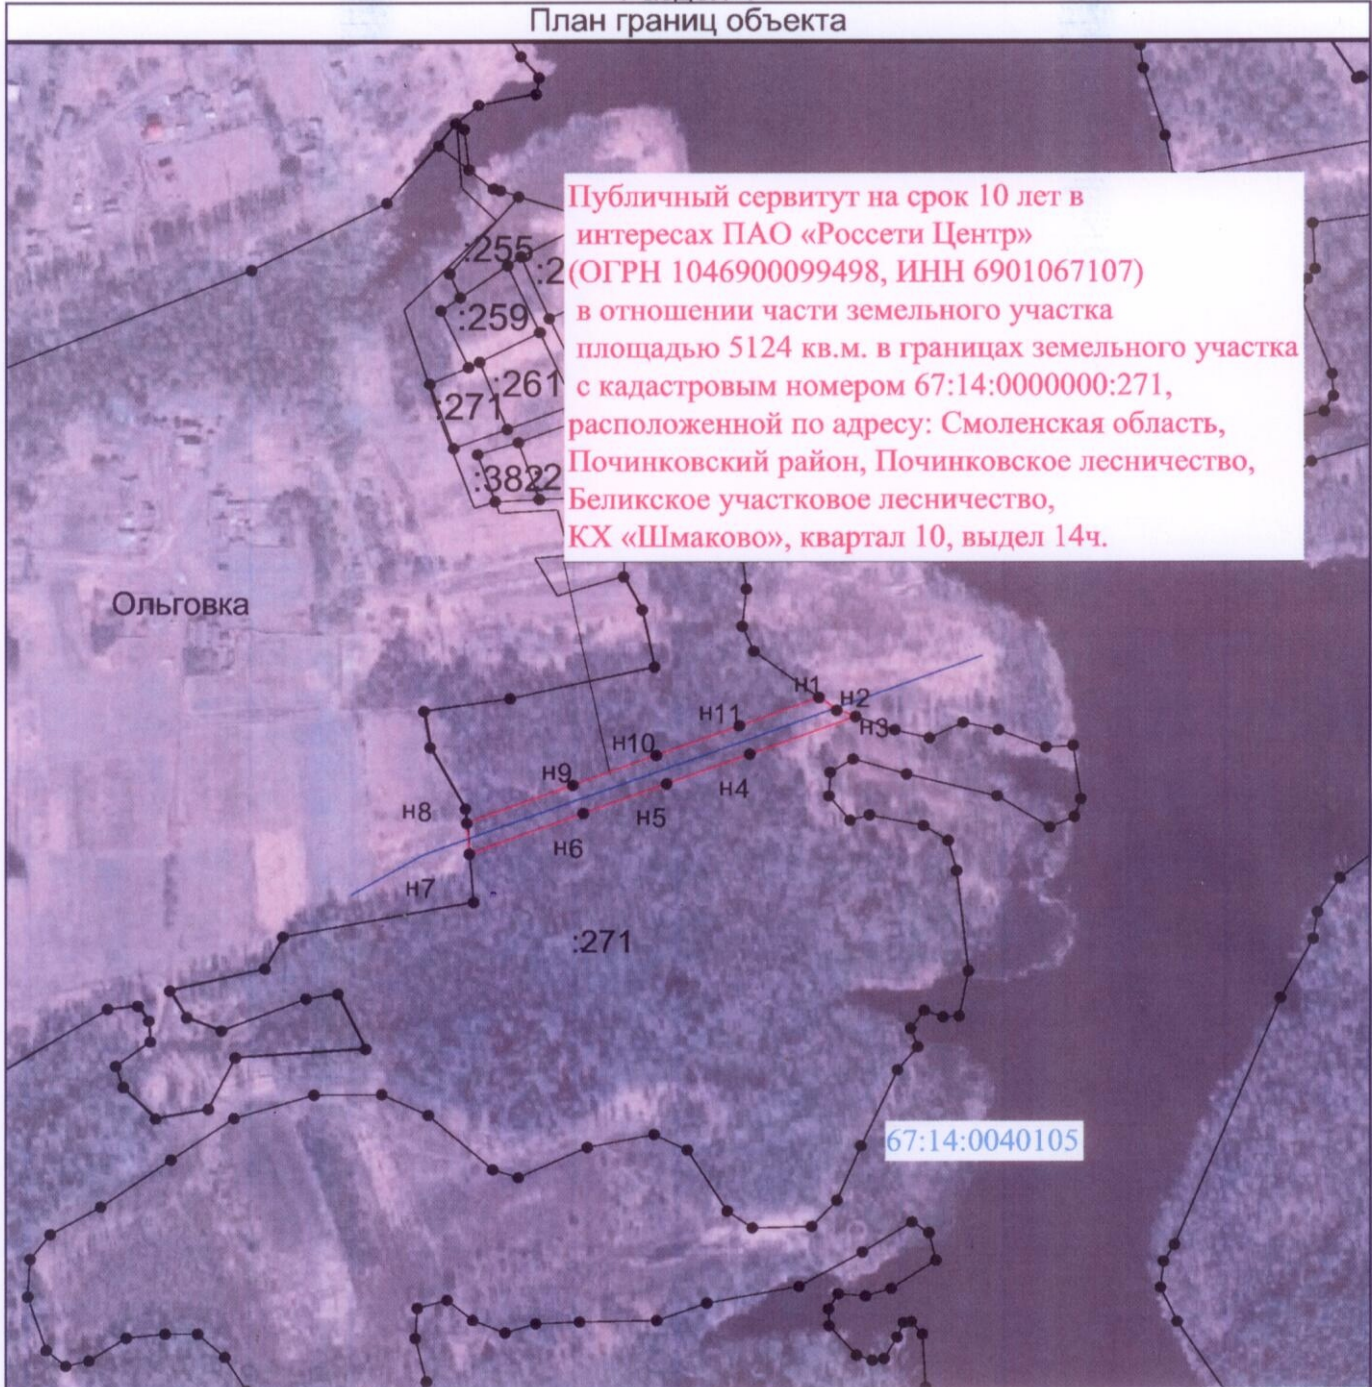 План границ объекта
Публичный сервитут на срок 10 лет в
интересах ПАО «Россети Центр»
(ОГРН 1046900099498, ИНН 6901067107)
в отношении части земельного участка
площадью 5124 кв.м. в границах земельного участка
с кадастровым номером 67:14:0000000:271,
расположенной по адресу: Смоленская область,
Починковский район, Починковское лесничество,
Беликское участковое лесничество,
КХ «Шмаково», квартал 10, выдел 14ч.
:255
:2
:259
:261
:271
:3822
Ольговка
н1
н2
н3
н11
н10
н4
н9
н5
н8
н6
н7
:271
67:14:0040105